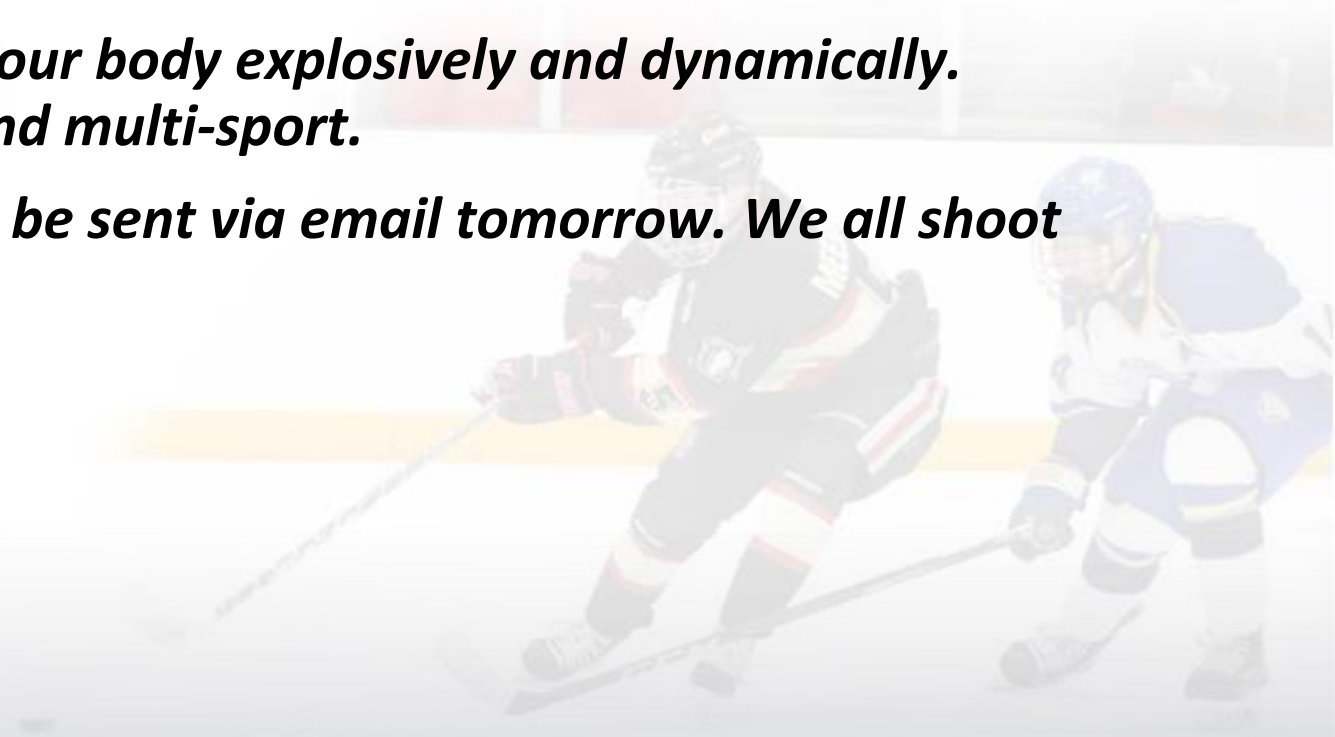 our body explosively and dynamically.
nd multi-sport.
be sent via email tomorrow. We all shoot